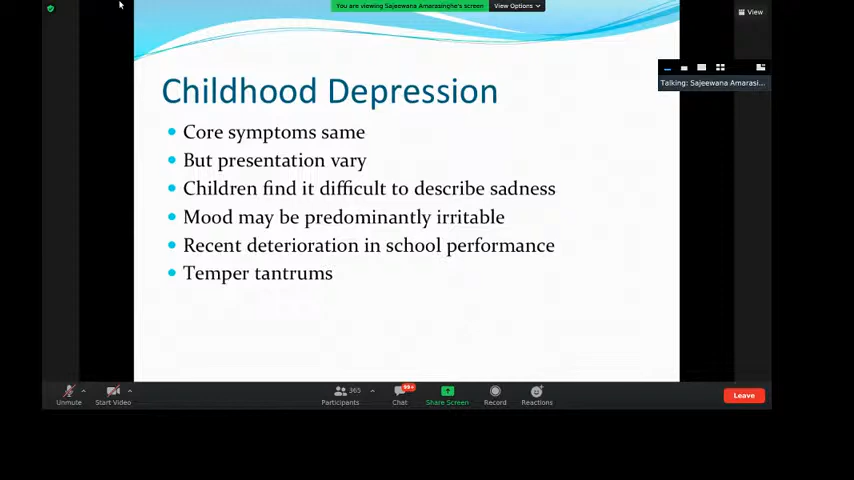 You are viewing Sajeewana Amarasinghe's screen
View Options
View
Talking: Sajeewana Amarasi...
Childhood Depression
Core symptoms same
But presentation vary
Children find it difficult to describe sadness
Mood may be predominantly irritable
Recent deterioration in school performance
Temper tantrums
365
99+
Unmute
Start Video
Participants
Chat
Share Screen
Record
Reactions
Leave